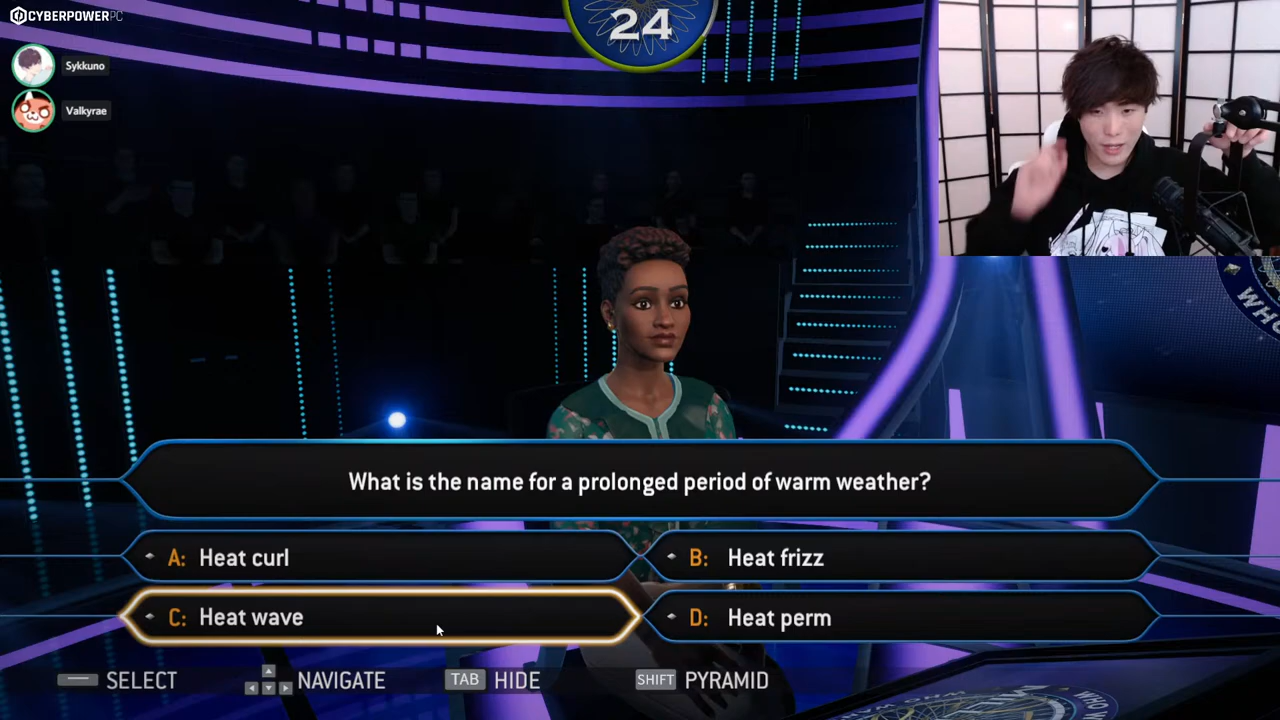 CYBERPOWERPC
24
Sykkuno
Valkyrae
What is the name for a prolonged period of warm weather?
A: Heat curl
B: Heat frizz
C: Heat wave
D: Heat perm
SELECT
NAVIGATE
TAB HIDE
SHIFT PYRAMID